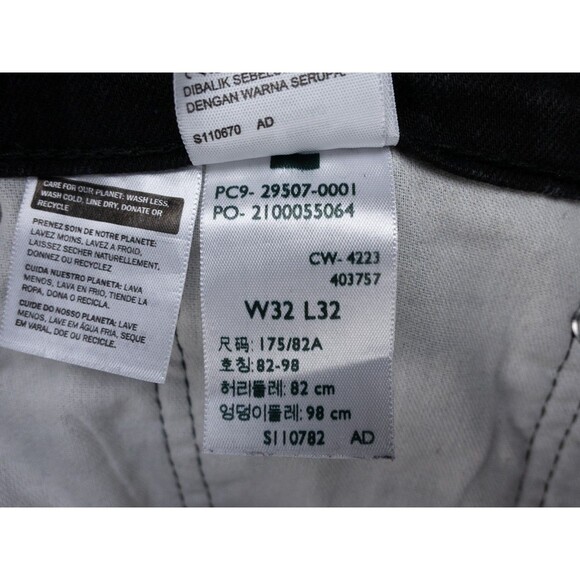 DIBALIK SEBELU
DENGAN WARNA SERUPA.
S110670 AD
CARE FOR OUR PLANET: WASH LESS,
WASH COLD, LINE DRY, DONATE OR
RECYCLE
PRENEZ SOIN DE NOTRE PLANÈTE:
LAVEZ MOINS, LAVEZ À FROID,
LAISSEZ SÉCHER NATURELLEMENT,
DONNEZ OU RECYCLEZ
CUIDA NUESTRO PLANETA: LAVA
MENOS, LAVA EN FRIO, TIENDE LA
ROPA, DONA O RECICLA.
CUIDE DO NOSSO PLANETA: LAVE
MENOS, LAVE EM ÁGUA FRIA, SEQUE
EM VARAL, DOE OU RECICLE.
PC9- 29507-0001
PO- 2100055064
CW- 4223
403757
W32 L32
尺码: 175/82A
호칭: 82-98
허리둘레: 82 cm
엉덩이둘레: 98 cm
S110782 AD